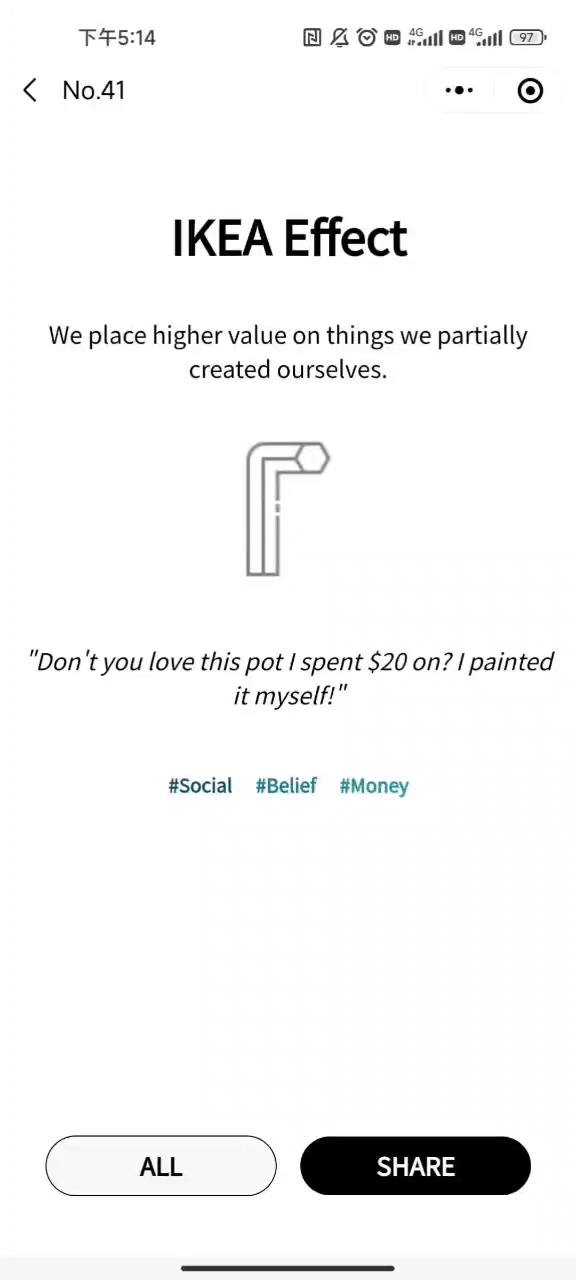 下午5:14 HD 4G HD 4G 97
No.41
IKEA Effect
We place higher value on things we partially
created ourselves.
"Don't you love this pot I spent $20 on? I painted
it myself!"
#Social #Belief #Money
ALL SHARE